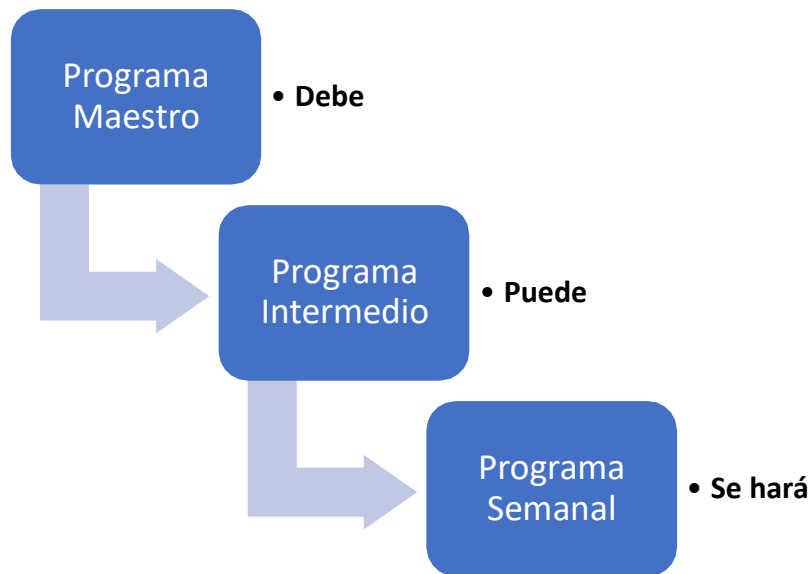 Programa
Maestro
• Debe
Programa
Intermedio
• Puede
Programa
Semanal
• Se hará